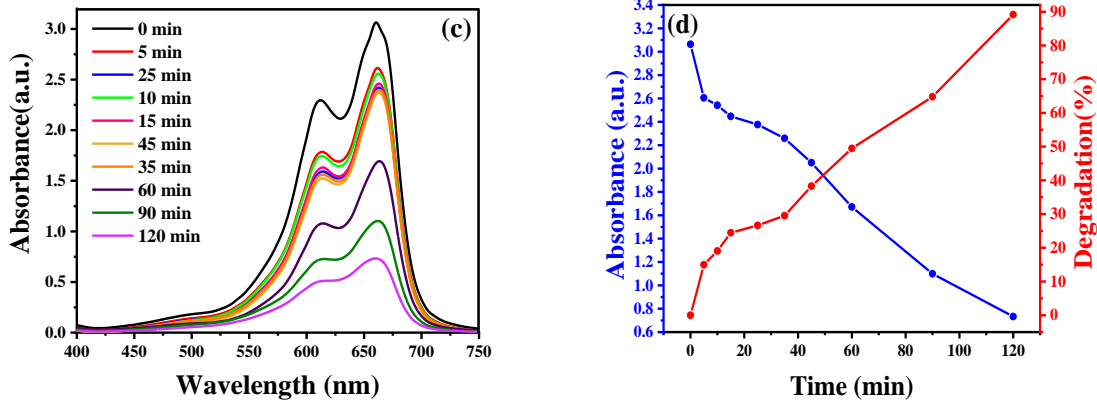 (c)
0 min
5 min
25 min
10 min
15 min
45 min
35 min
60 min
90 min
120 min
Absorbance(a.u.)
3.0
2.5
2.0
1.5
1.0
0.5
0.0
400 450 500 550 600 650 700 750
Wavelength (nm)
(d)
Absorbance (a.u.)
3.4
3.2
3.0
2.8
2.6
2.4
2.2
2.0
1.8
1.6
1.4
1.2
1.0
0.8
0.6
0 20 40 60 80 100 120
Time (min)
90
80
70
60
50
40
30
20
10
0
Degradation(%)